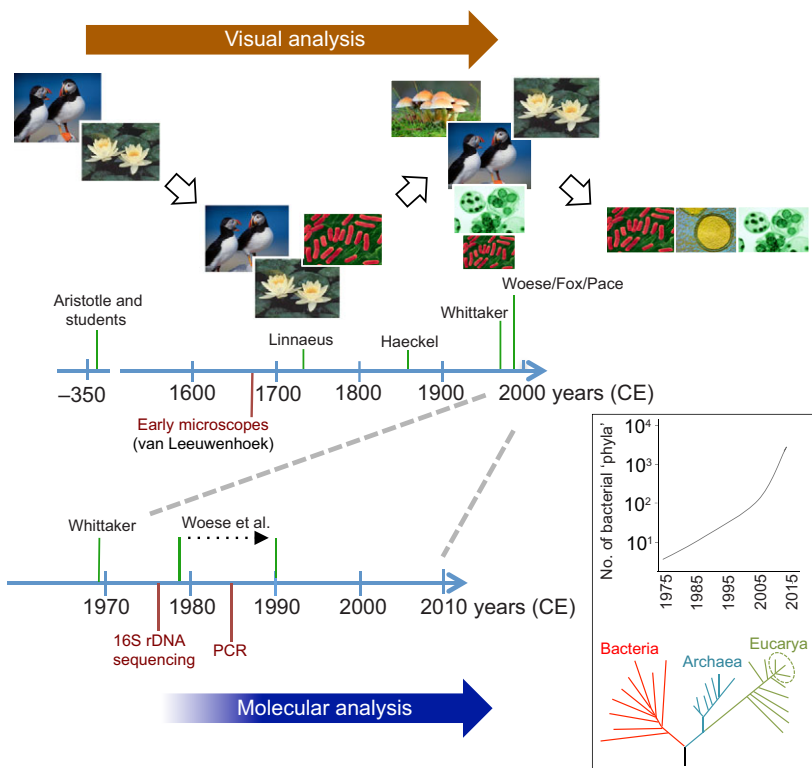 Visual analysis
Woese/Fox/Pace
Aristotle and
students
Whittaker
Linnaeus
Haeckel
–350
1600
1700
1800
1900
2000 years (CE)
Early microscopes
(van Leeuwenhoek)
Whittaker
Woese et al.
1970
1980
1990
2000
2010 years (CE)
16S rDNA
sequencing
PCR
Molecular analysis
No. of bacterial ‘phyla’
10⁴
10³
10²
10¹
1975
1985
1995
2005
2015
Bacteria
Archaea
Eucarya